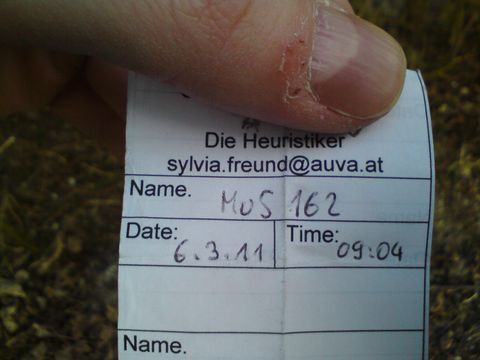 Die Heuristiker
sylvia.freund@auva.at
Name. MUS 162
Date: 6.3.11 Time: 09:04
Name.